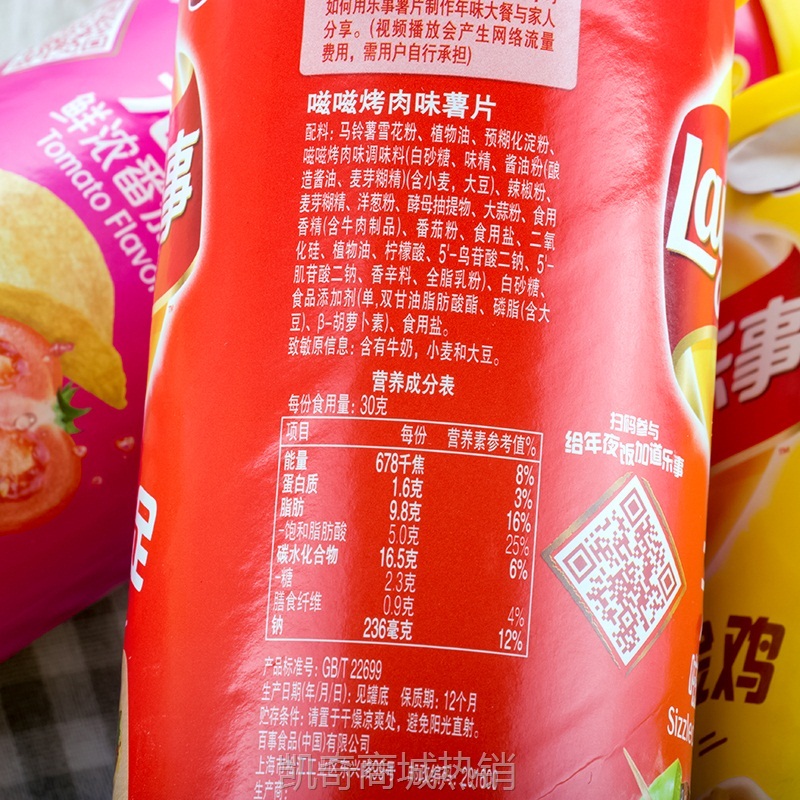 如何用乐事薯片制作年味大餐与家人
分享。(视频播放会产生网络流量
费用，需用户自行承担)
嗞嗞烤肉味薯片
配料：马铃薯雪花粉、植物油、预糊化淀粉、
嗞嗞烤肉味调味料(白砂糖、味精、酱油粉(酿
造酱油、麦芽糊精)(含小麦，大豆)、辣椒粉、
麦芽糊精、洋葱粉、酵母抽提物、大蒜粉、食用
香精(含牛肉制品)、番茄粉、食用盐、二氧
化硅、植物油、柠檬酸、5'-鸟苷酸二钠、5'-
肌苷酸二钠、香辛料、全脂乳粉)、白砂糖、
食品添加剂(单,双甘油脂肪酸酯、磷脂(含大
豆)、β-胡萝卜素)、食用盐。
致敏原信息：含有牛奶，小麦和大豆。
营养成分表
每份食用量：30克
项目 每份 营养素参考值%
能量 678千焦 8%
蛋白质 1.6克 3%
脂肪 9.8克 16%
-饱和脂肪酸 5.0克 25%
碳水化合物 16.5克 6%
-糖 2.3克
膳食纤维 0.9克 4%
钠 236毫克 12%
产品标准号：GB/T 22699
生产日期(年/月/日)：见罐底 保质期：12个月
贮存条件：请置于干燥凉爽处，避免阳光直射。
百事食品(中国)有限公司
生产商：
扫码参与
给年夜饭加道乐事
鲜浓番
Tomato Flavor
事
Lay
乐事
鸡
凯奇商城热销